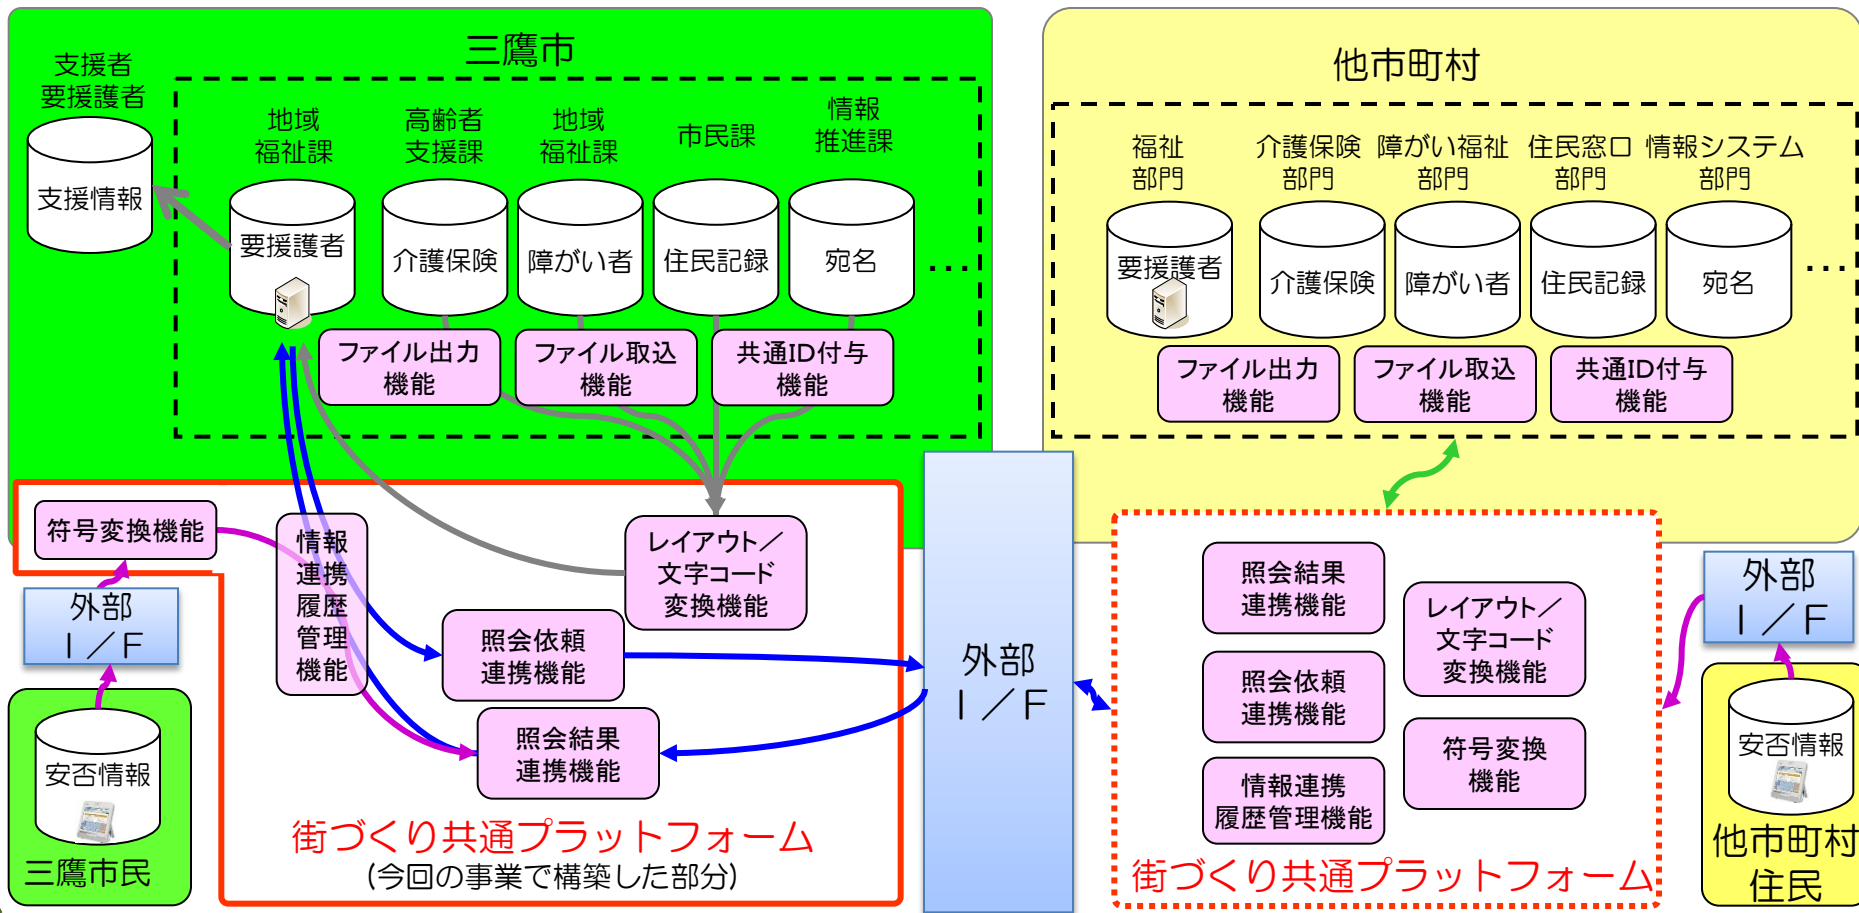 三鷹市
支援者
要援護者
支援情報
地域
福祉課
高齢者
支援課
地域
福祉課
市民課
情報
推進課
要援護者
介護保険
障がい者
住民記録
宛名
…
ファイル出力
機能
ファイル取込
機能
共通ID付与
機能
他市町村
福祉
部門
介護保険
部門
障がい福祉
部門
住民窓口
部門
情報システム
部門
要援護者
介護保険
障がい者
住民記録
宛名
…
ファイル出力
機能
ファイル取込
機能
共通ID付与
機能
符号変換機能
情報
連携
履歴
管理
機能
レイアウト／
文字コード
変換機能
照会依頼
連携機能
照会結果
連携機能
街づくり共通プラットフォーム
(今回の事業で構築した部分)
外部
I／F
安否情報
三鷹市民
外部
I／F
照会結果
連携機能
照会依頼
連携機能
情報連携
履歴管理機能
レイアウト／
文字コード
変換機能
符号変換
機能
街づくり共通プラットフォーム
外部
I／F
安否情報
他市町村
住民